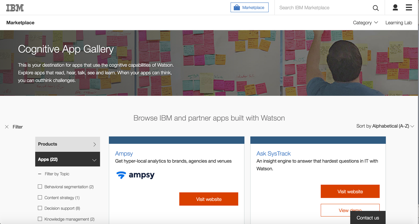 IBM
Marketplace
Search IBM Marketplace
Marketplace
Category
Learning Lab
Cognitive App Gallery
This is your destination for apps that use the cognitive capabilities of Watson.
Explore apps that read, hear, talk, see and learn. When your apps can think,
you can outthink challenges.
Browse IBM and partner apps built with Watson
Filter
Sort by Alphabetical (A-Z)
Products
Apps (22)
Filter by Topic
Behavioral segmentation (2)
Content strategy (1)
Decision support (6)
Knowledge management (3)
Ampsy
Get hyper-local analytics to brands, agencies and venues
ampsy
Visit website
Ask SysTrack
An insight engine to answer that hardest questions in IT with
Watson.
Visit website
View demo
Contact us